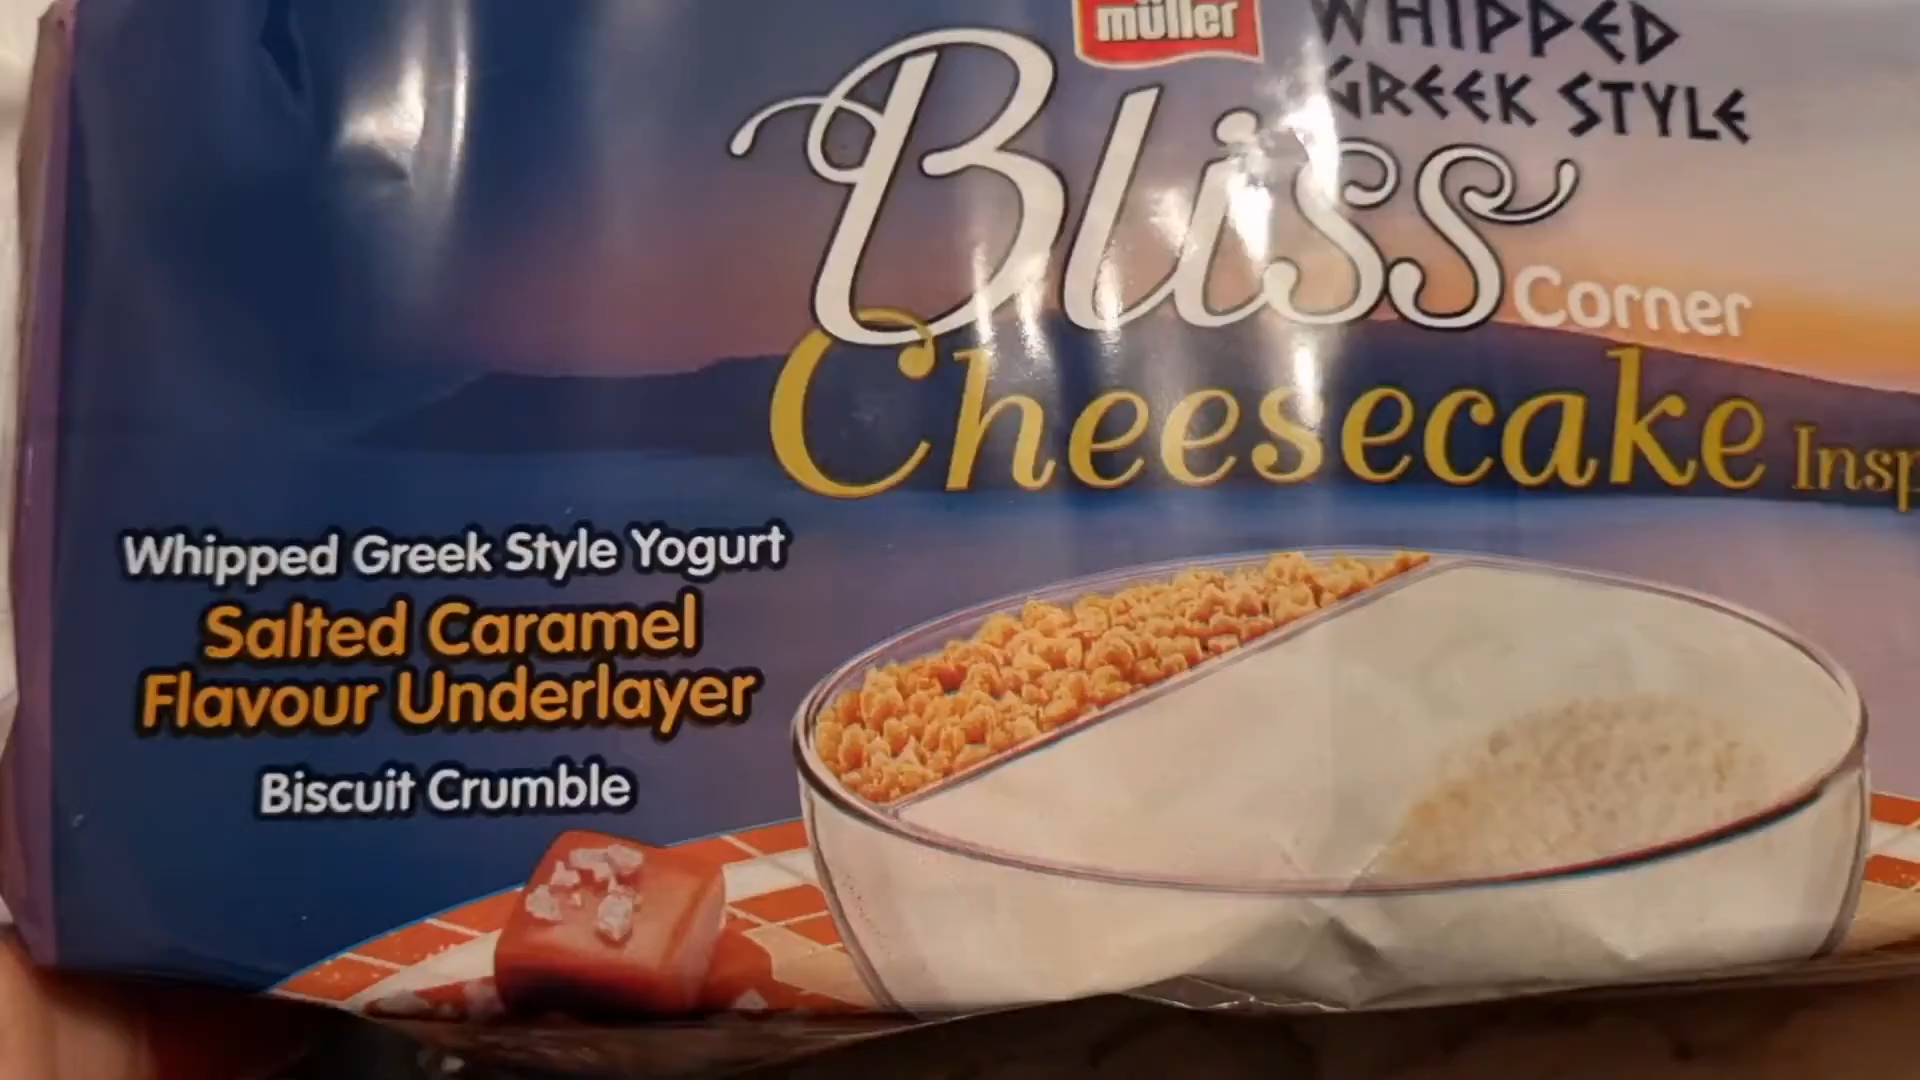 müller
WHIPPED
GREEK STYLE
Bliss
Corner
Cheesecake Insp
Whipped Greek Style Yogurt
Salted Caramel
Flavour Underlayer
Biscuit Crumble